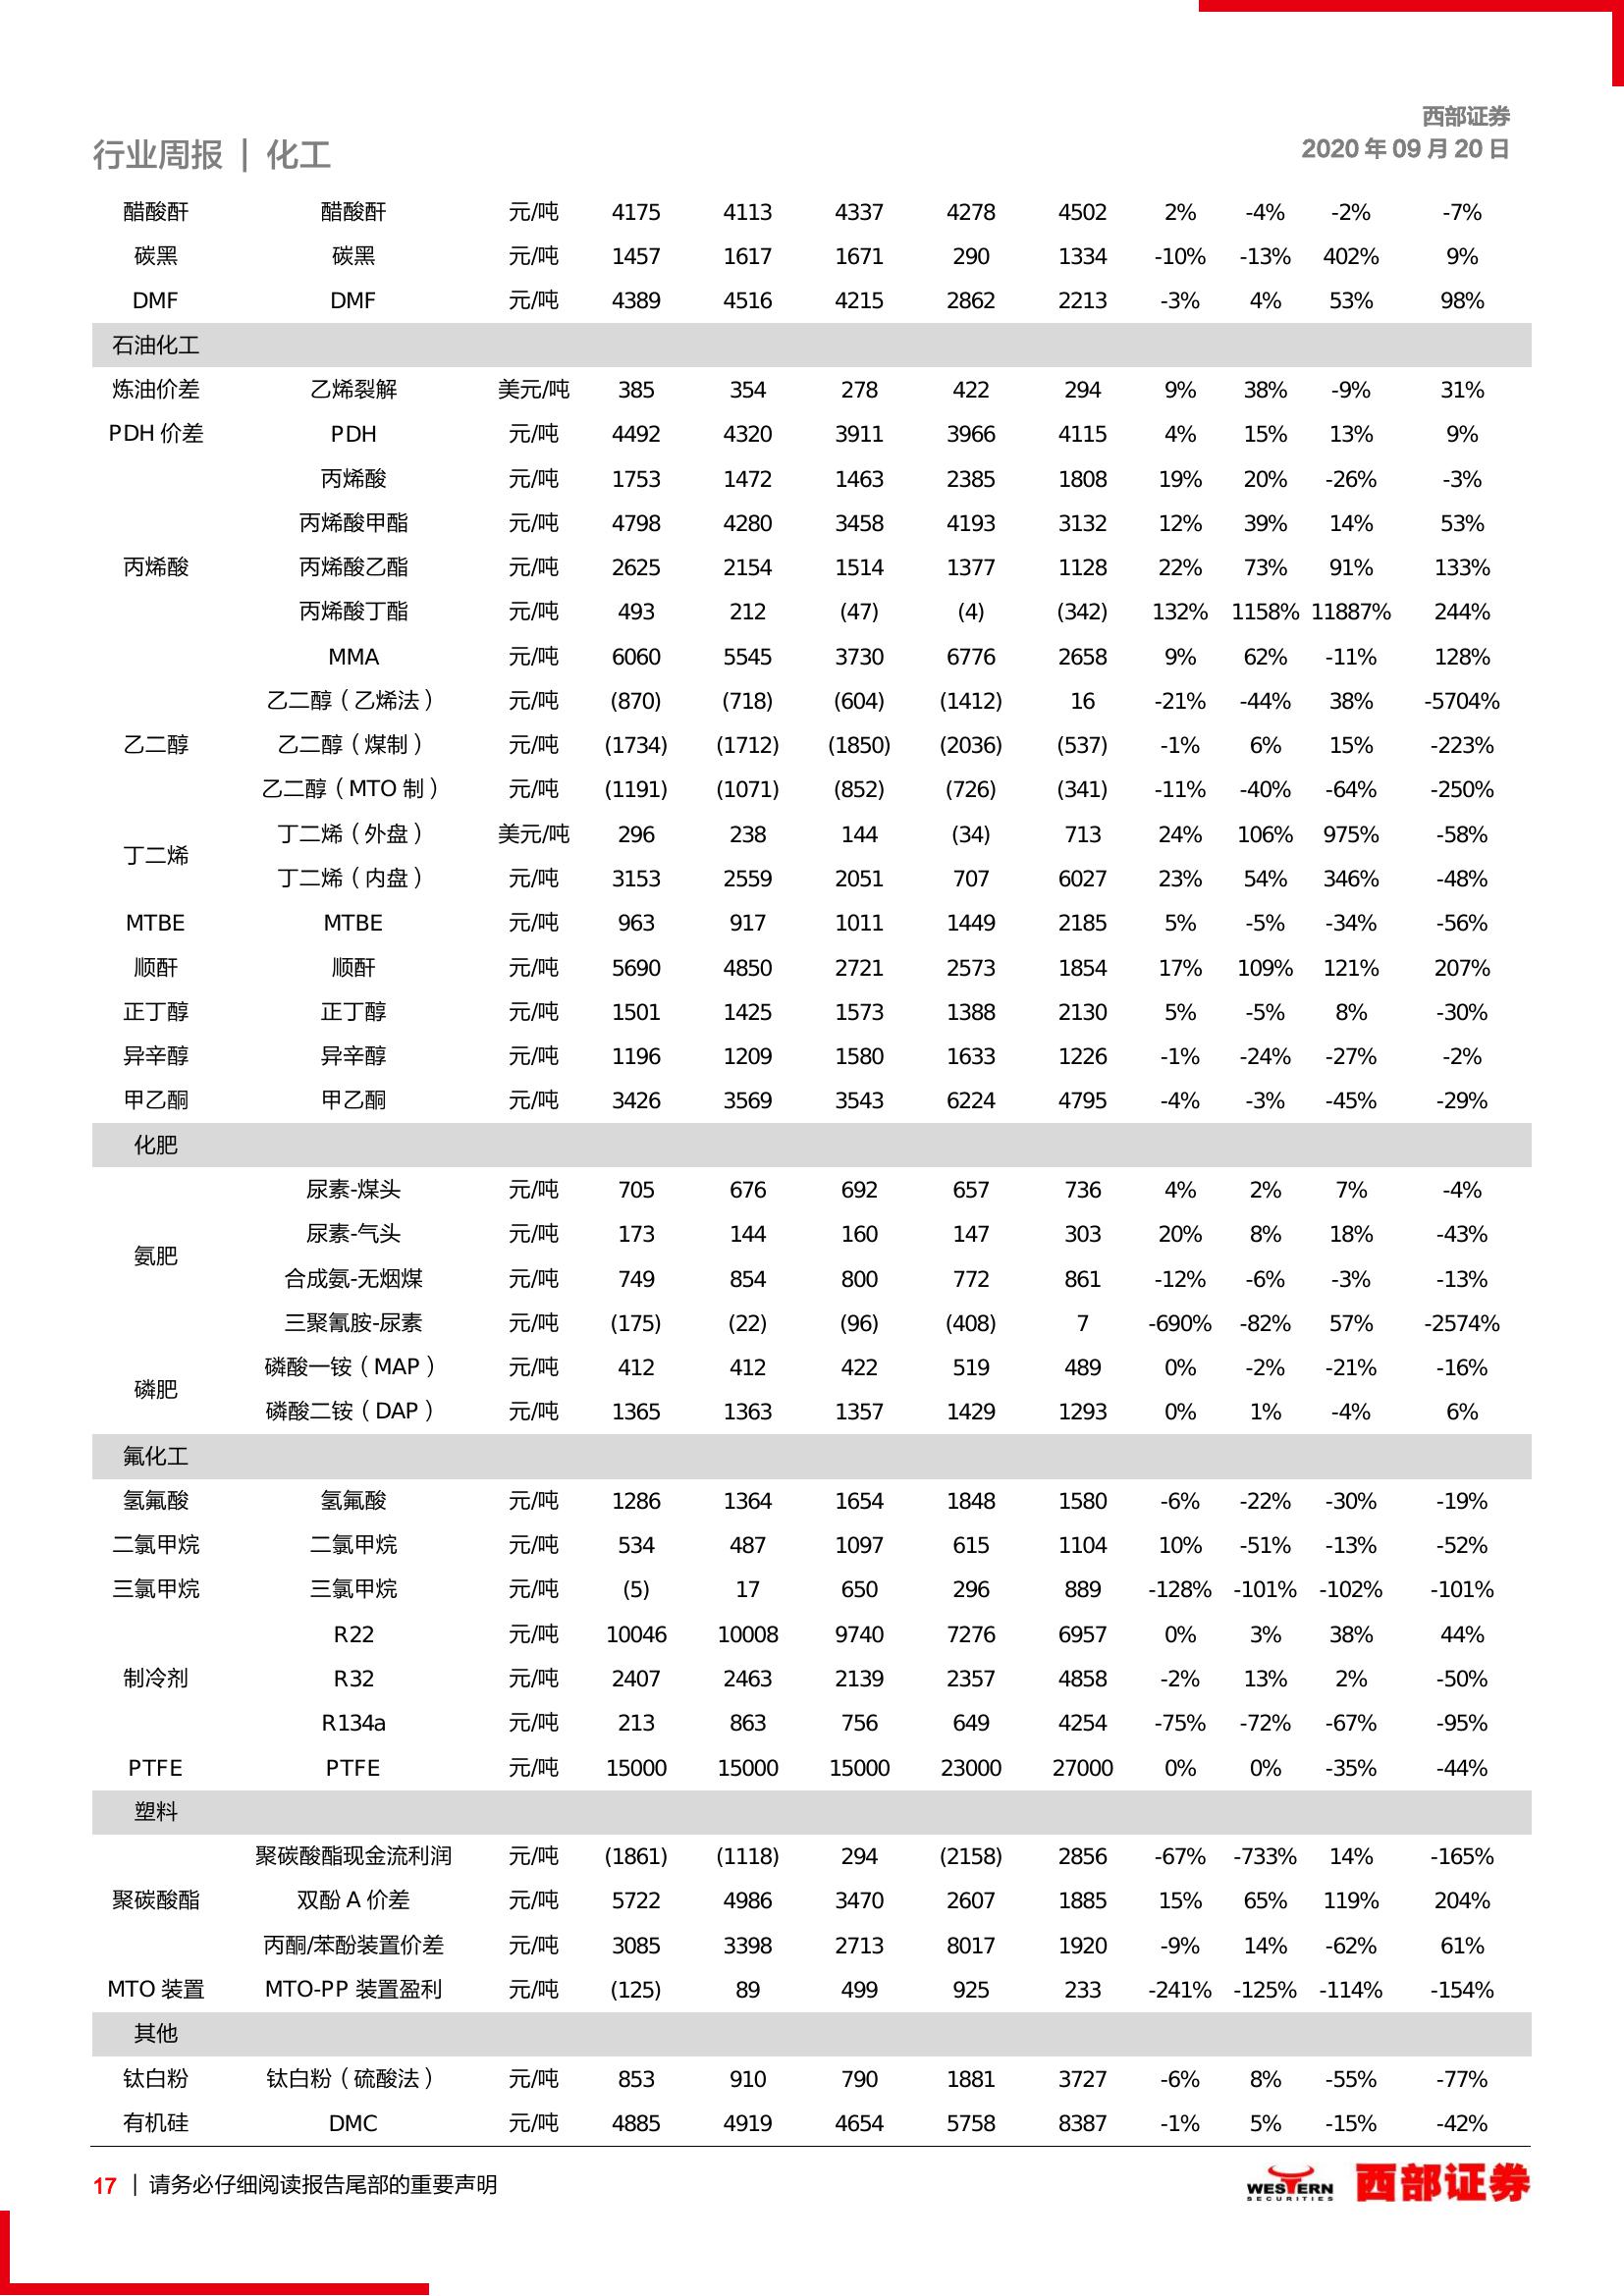 西部证券
行业周报 | 化工
2020 年 09 月 20 日
醋酸酐 醋酸酐 元/吨 4175 4113 4337 4278 4502 2% -4% -2% -7%
碳黑 碳黑 元/吨 1457 1617 1671 290 1334 -10% -13% 402% 9%
DMF DMF 元/吨 4389 4516 4215 2862 2213 -3% 4% 53% 98%
石油化工
炼油价差 乙烯裂解 美元/吨 385 354 278 422 294 9% 38% -9% 31%
PDH 价差 PDH 元/吨 4492 4320 3911 3966 4115 4% 15% 13% 9%
丙烯酸 元/吨 1753 1472 1463 2385 1808 19% 20% -26% -3%
丙烯酸甲酯 元/吨 4798 4280 3458 4193 3132 12% 39% 14% 53%
丙烯酸 丙烯酸乙酯 元/吨 2625 2154 1514 1377 1128 22% 73% 91% 133%
丙烯酸丁酯 元/吨 493 212 (47) (4) (342) 132% 1158% 11887% 244%
MMA 元/吨 6060 5545 3730 6776 2658 9% 62% -11% 128%
乙二醇（乙烯法） 元/吨 (870) (718) (604) (1412) 16 -21% -44% 38% -5704%
乙二醇 乙二醇（煤制） 元/吨 (1734) (1712) (1850) (2036) (537) -1% 6% 15% -223%
乙二醇（MTO 制） 元/吨 (1191) (1071) (852) (726) (341) -11% -40% -64% -250%
丁二烯 丁二烯（外盘） 美元/吨 296 238 144 (34) 713 24% 106% 975% -58%
丁二烯（内盘） 元/吨 3153 2559 2051 707 6027 23% 54% 346% -48%
MTBE MTBE 元/吨 963 917 1011 1449 2185 5% -5% -34% -56%
顺酐 顺酐 元/吨 5690 4850 2721 2573 1854 17% 109% 121% 207%
正丁醇 正丁醇 元/吨 1501 1425 1573 1388 2130 5% -5% 8% -30%
异辛醇 异辛醇 元/吨 1196 1209 1580 1633 1226 -1% -24% -27% -2%
甲乙酮 甲乙酮 元/吨 3426 3569 3543 6224 4795 -4% -3% -45% -29%
化肥
尿素-煤头 元/吨 705 676 692 657 736 4% 2% 7% -4%
氨肥 尿素-气头 元/吨 173 144 160 147 303 20% 8% 18% -43%
合成氨-无烟煤 元/吨 749 854 800 772 861 -12% -6% -3% -13%
三聚氰胺-尿素 元/吨 (175) (22) (96) (408) 7 -690% -82% 57% -2574%
磷肥 磷酸一铵（MAP） 元/吨 412 412 422 519 489 0% -2% -21% -16%
磷酸二铵（DAP） 元/吨 1365 1363 1357 1429 1293 0% 1% -4% 6%
氟化工
氢氟酸 氢氟酸 元/吨 1286 1364 1654 1848 1580 -6% -22% -30% -19%
二氯甲烷 二氯甲烷 元/吨 534 487 1097 615 1104 10% -51% -13% -52%
三氯甲烷 三氯甲烷 元/吨 (5) 17 650 296 889 -128% -101% -102% -101%
R22 元/吨 10046 10008 9740 7276 6957 0% 3% 38% 44%
制冷剂 R32 元/吨 2407 2463 2139 2357 4858 -2% 13% 2% -50%
R134a 元/吨 213 863 756 649 4254 -75% -72% -67% -95%
PTFE PTFE 元/吨 15000 15000 15000 23000 27000 0% 0% -35% -44%
塑料
聚碳酸酯现金流利润 元/吨 (1861) (1118) 294 (2158) 2856 -67% -733% 14% -165%
聚碳酸酯 双酚 A 价差 元/吨 5722 4986 3470 2607 1885 15% 65% 119% 204%
丙酮/苯酚装置价差 元/吨 3085 3398 2713 8017 1920 -9% 14% -62% 61%
MTO 装置 MTO-PP 装置盈利 元/吨 (125) 89 499 925 233 -241% -125% -114% -154%
其他
钛白粉 钛白粉（硫酸法） 元/吨 853 910 790 1881 3727 -6% 8% -55% -77%
有机硅 DMC 元/吨 4885 4919 4654 5758 8387 -1% 5% -15% -42%
17 | 请务必仔细阅读报告尾部的重要声明
WESTERN SECURITIES 西部证券